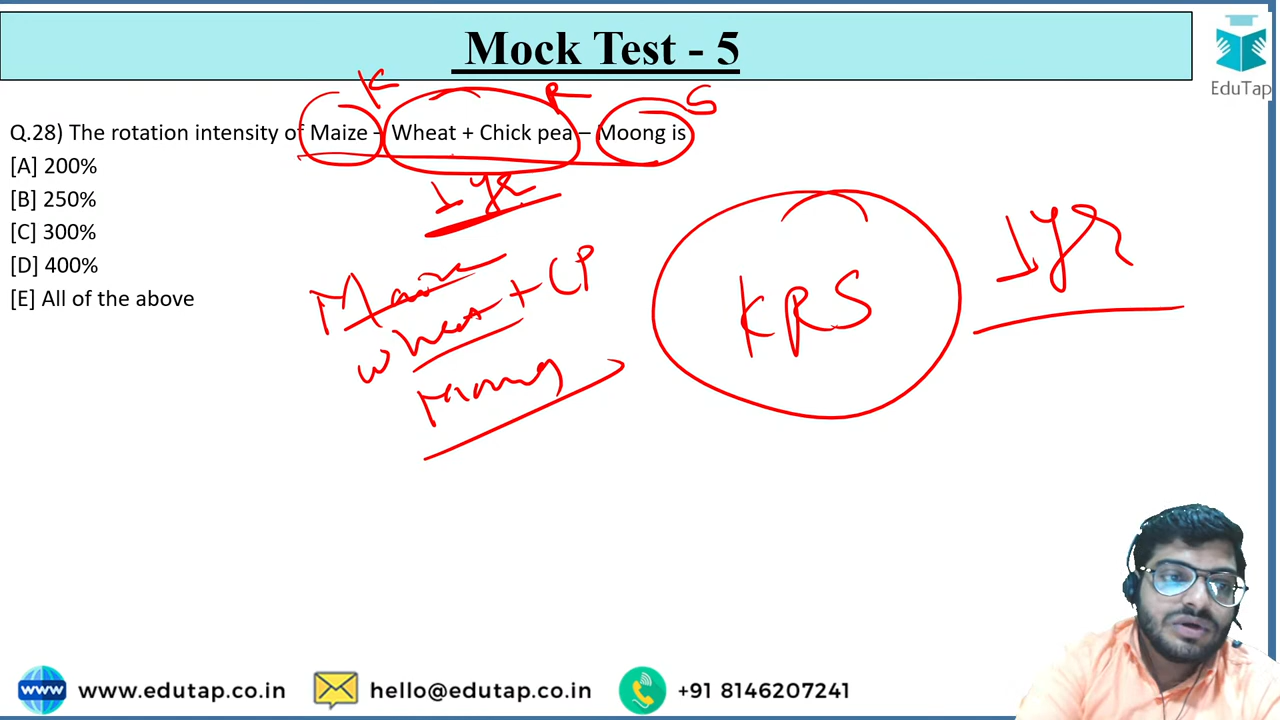 Mock Test - 5
EduTap
K
R
S
Q.28) The rotation intensity of Maize – Wheat + Chick pea – Moong is
[A] 200%
[B] 250%
[C] 300%
[D] 400%
[E] All of the above
1 yr
Maize
Wheat + CP
Moong
KRS
1 yr
www www.edutap.co.in
hello@edutap.co.in
+91 8146207241